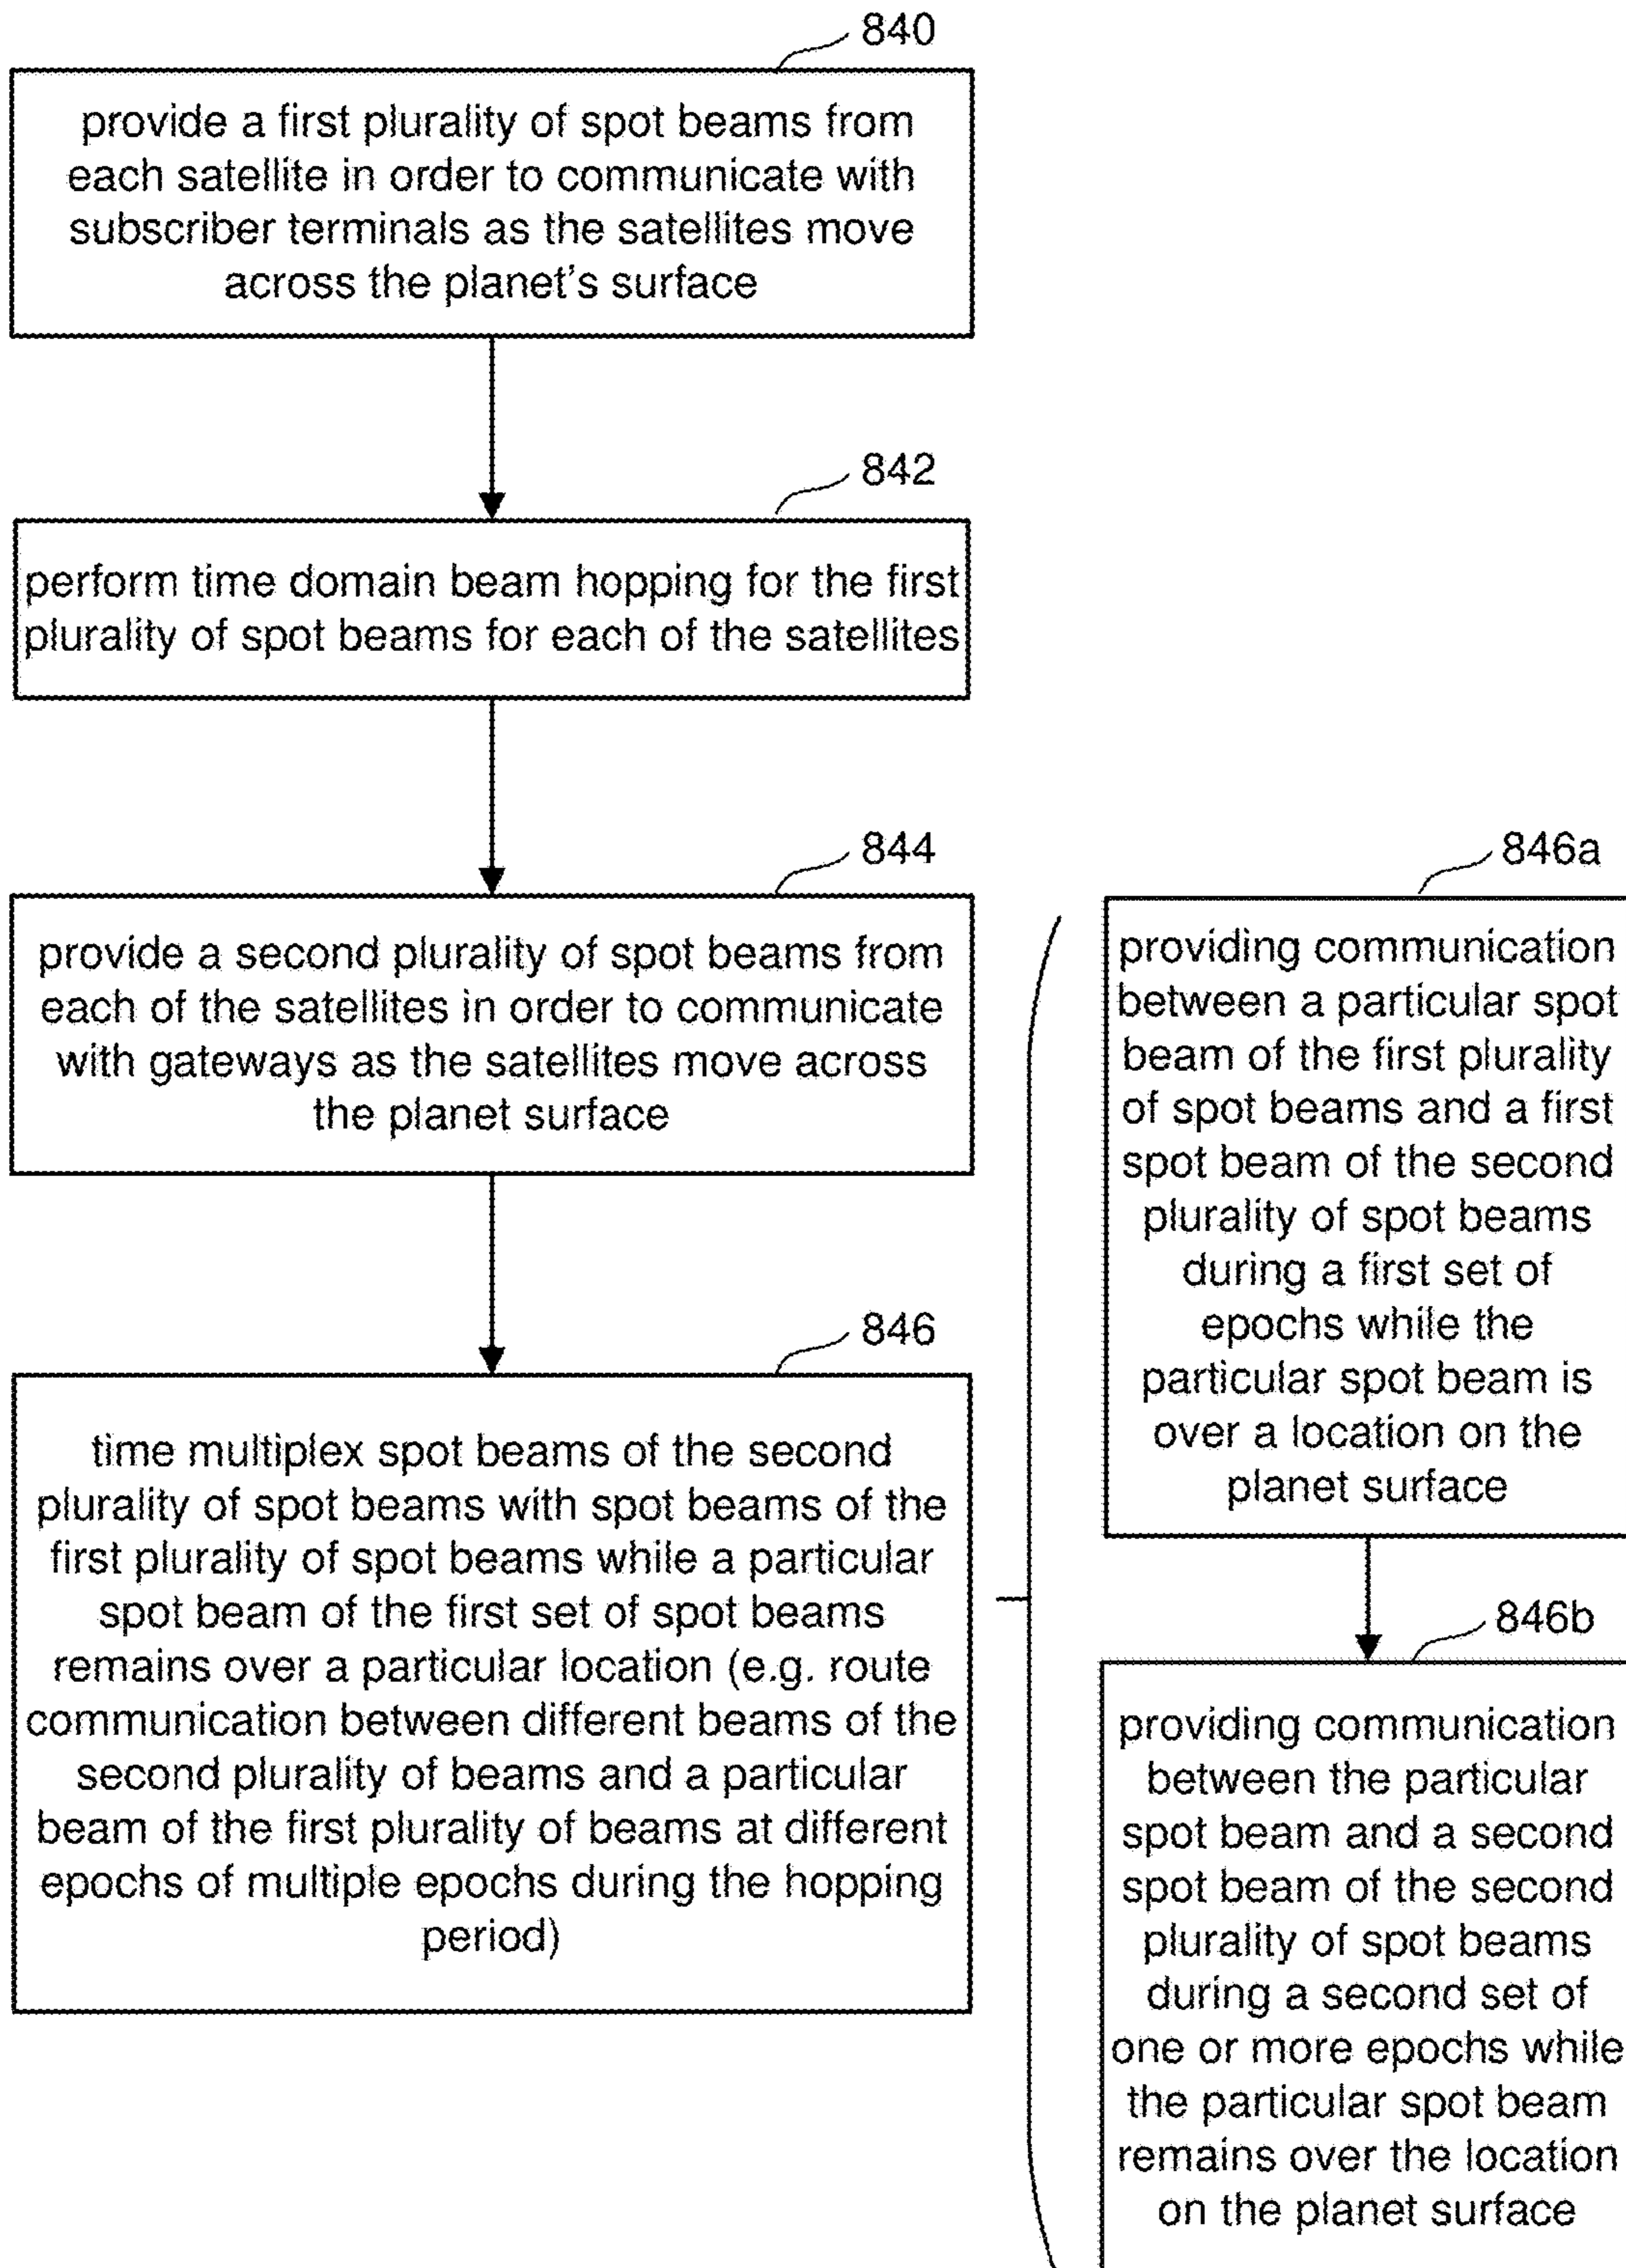 840
provide a first plurality of spot beams from
each satellite in order to communicate with
subscriber terminals as the satellites move
across the planet's surface
842
perform time domain beam hopping for the first
plurality of spot beams for each of the satellites
844
provide a second plurality of spot beams from
each of the satellites in order to communicate
with gateways as the satellites move across
the planet surface
846
time multiplex spot beams of the second
plurality of spot beams with spot beams of the
first plurality of spot beams while a particular
spot beam of the first set of spot beams
remains over a particular location (e.g. route
communication between different beams of the
second plurality of beams and a particular
beam of the first plurality of beams at different
epochs of multiple epochs during the hopping
period)
846a
providing communication
between a particular spot
beam of the first plurality
of spot beams and a first
spot beam of the second
plurality of spot beams
during a first set of
epochs while the
particular spot beam is
over a location on the
planet surface
846b
providing communication
between the particular
spot beam and a second
spot beam of the second
plurality of spot beams
during a second set of
one or more epochs while
the particular spot beam
remains over the location
on the planet surface